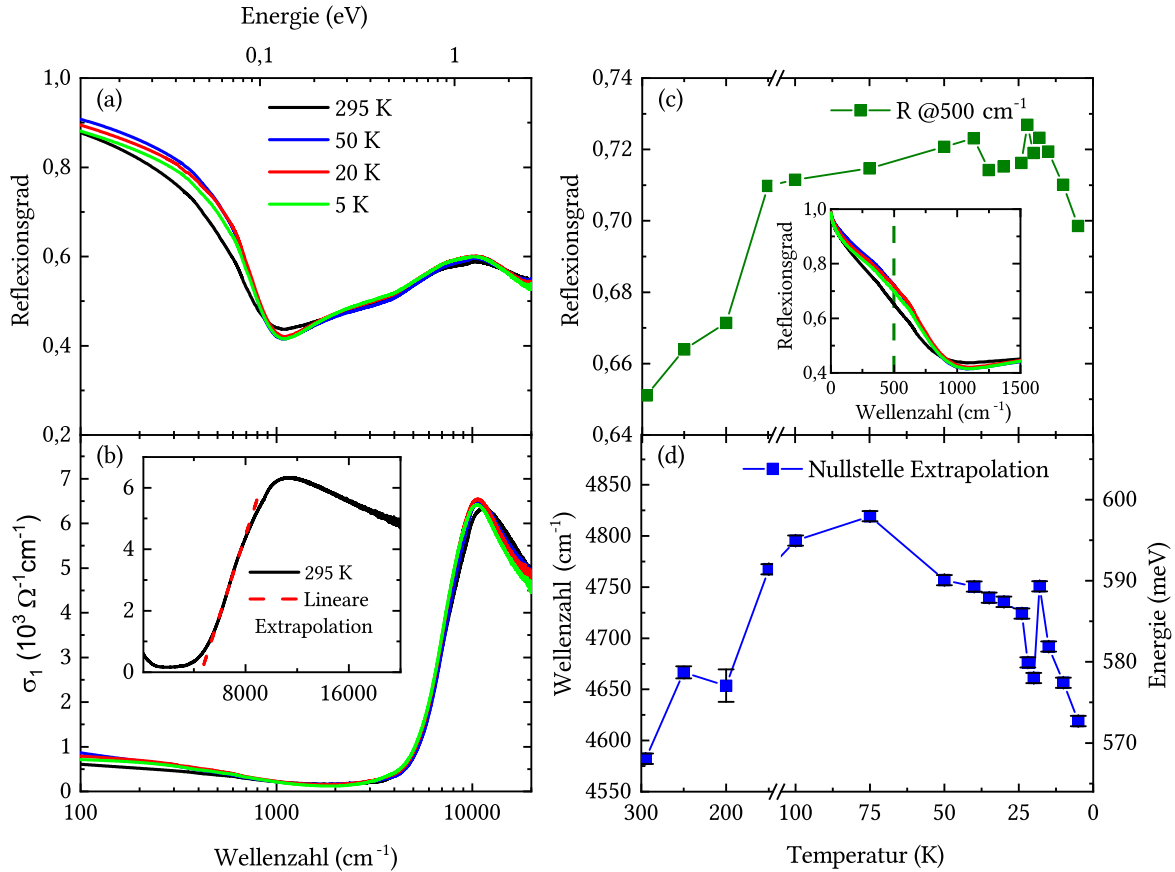 Energie (eV)
0,1 1
(a)
295 K
50 K
20 K
5 K
1,0
0,8
0,6
0,4
0,2
Reflexionsgrad
(b)
295 K
Lineare
Extrapolation
6
4
2
0
8000 16000
7
6
5
4
3
2
1
0
σ₁ (10³ Ω⁻¹cm⁻¹)
100 1000 10000
Wellenzahl (cm⁻¹)
(c)
R @500 cm⁻¹
0,74
0,72
0,70
0,68
0,66
0,64
Reflexionsgrad
1,0
0,8
0,6
0,4
Reflexionsgrad
0 500 1000 1500
Wellenzahl (cm⁻¹)
(d)
Nullstelle Extrapolation
4850
4800
4750
4700
4650
4600
4550
Wellenzahl (cm⁻¹)
600
590
580
570
Energie (meV)
300 200 100 75 50 25 0
Temperatur (K)